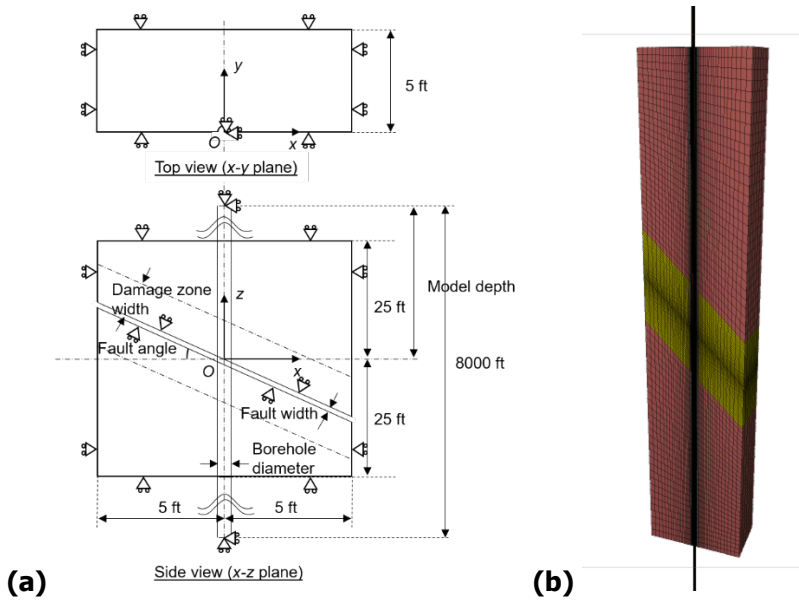 y
5 ft
O
x
Top view (x-y plane)
Damage zone
width
z
25 ft
Model depth
Fault angle
x
O
8000 ft
Fault width
25 ft
Borehole
diameter
5 ft
5 ft
Side view (x-z plane)
(a)
(b)